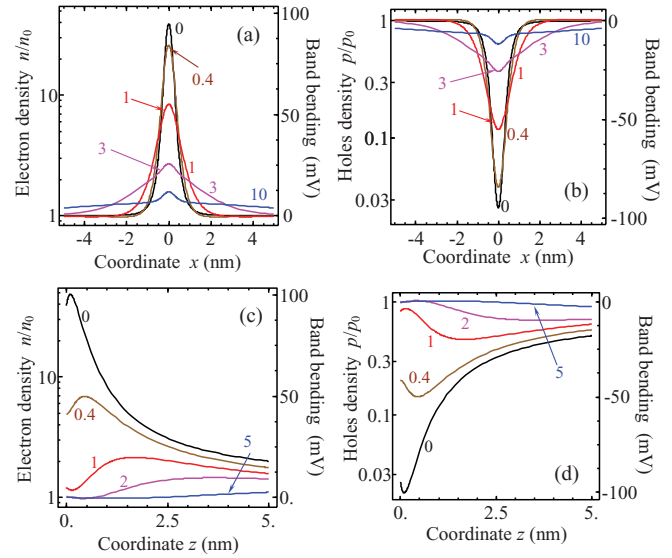 (a)
Electron density n/n₀
10
1
0
0.4
1
3
1
3
10
100
50
0
Band bending (mV)
-4 -2 0 2 4
Coordinate x (nm)
(b)
Holes density p/p₀
1
0.3
0.1
0.03
10
3
1
0.4
0
0
-50
-100
Band bending (mV)
-4 -2 0 2 4
Coordinate x (nm)
(c)
Electron density n/n₀
10
1
0
0.4
1
2
5
100
50
0
Band bending (mV)
0. 2.5 5.
Coordinate z (nm)
(d)
Holes density p/p₀
1
0.3
0.1
0.03
2
1
5
0.4
0
0
-50
-100
Band bending (mV)
0. 2.5 5.
Coordinate z (nm)